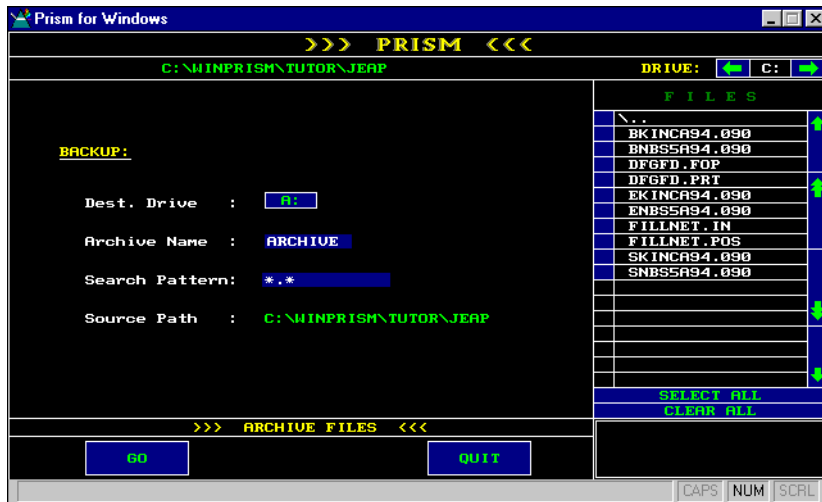 Prism for Windows
>>> PRISM <<<
C:\WINPRISM\TUTOR\JEAP
DRIVE: C:
FILES
\..
BKINCA94.090
BNBS5A94.090
DFGFD.FOP
DFGFD.PRT
EKINCA94.090
ENBS5A94.090
FILLNET.IN
FILLNET.POS
SKINCA94.090
SNBS5A94.090
SELECT ALL
CLEAR ALL
BACKUP:
Dest. Drive : A:
Archive Name : ARCHIVE
Search Pattern: *.*
Source Path : C:\WINPRISM\TUTOR\JEAP
>>> ARCHIVE FILES <<<
GO
QUIT
CAPS NUM SCRL